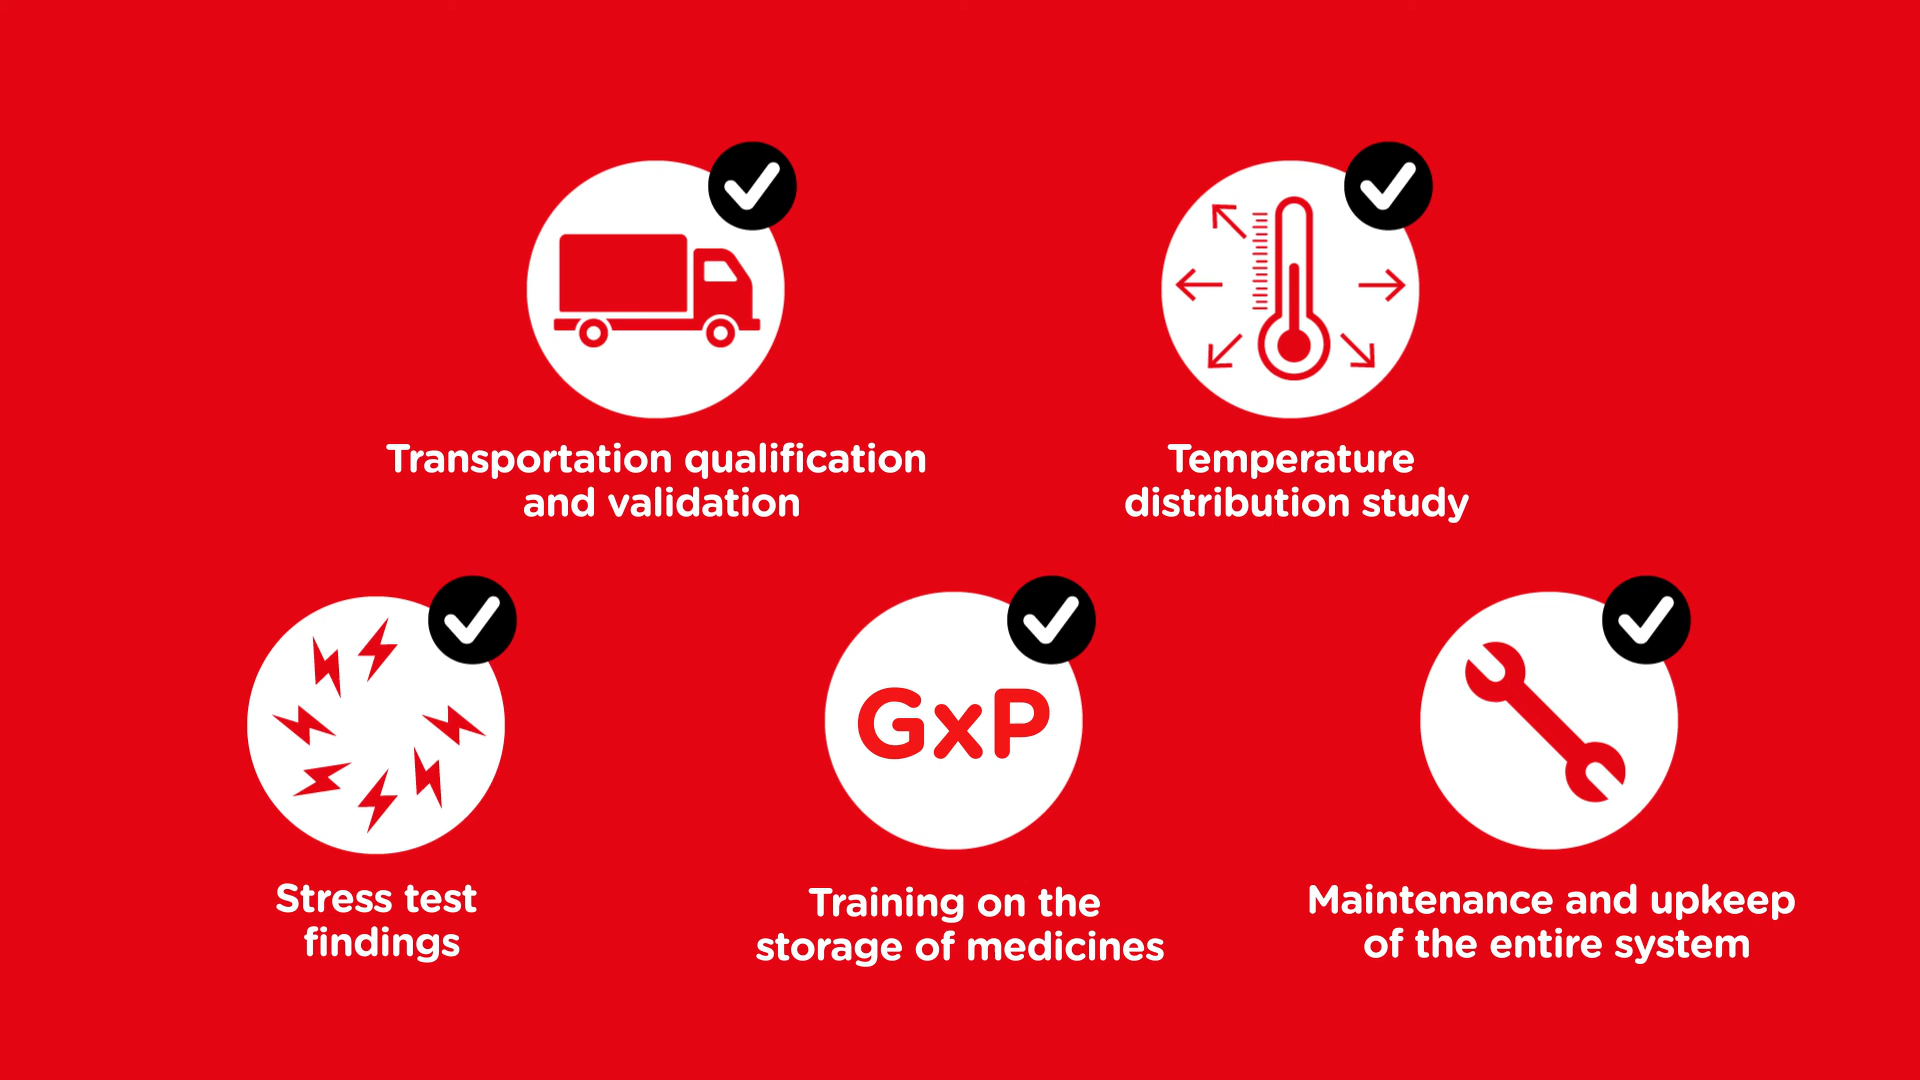 Transportation qualification
and validation
Temperature
distribution study
Stress test
findings
GxP
Training on the
storage of medicines
Maintenance and upkeep
of the entire system